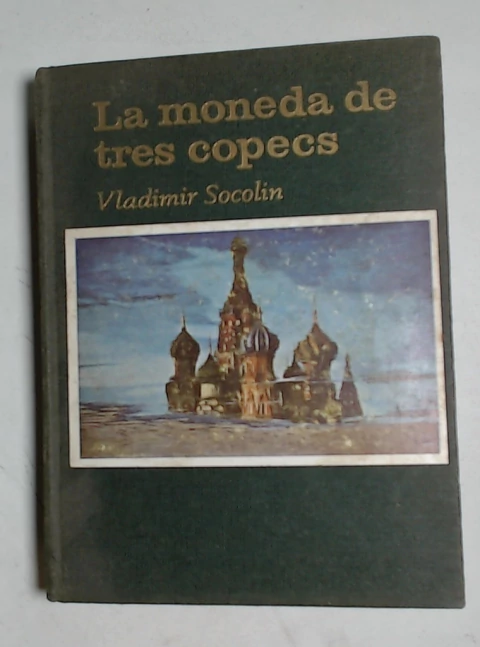 La moneda de
tres copecs
Vladimir Socolin